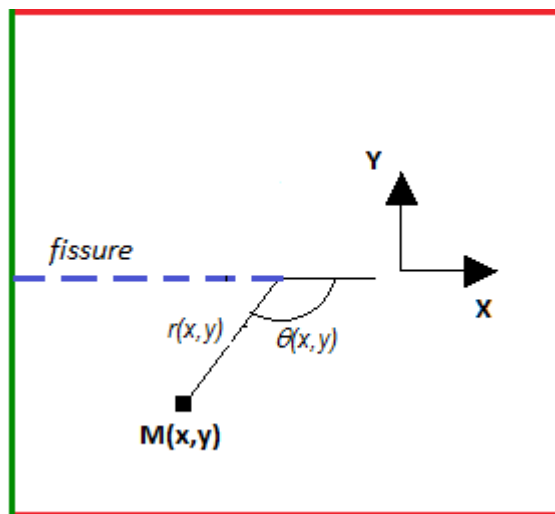 Y
fissure
X
r(x,y)
θ(x,y)
M(x,y)